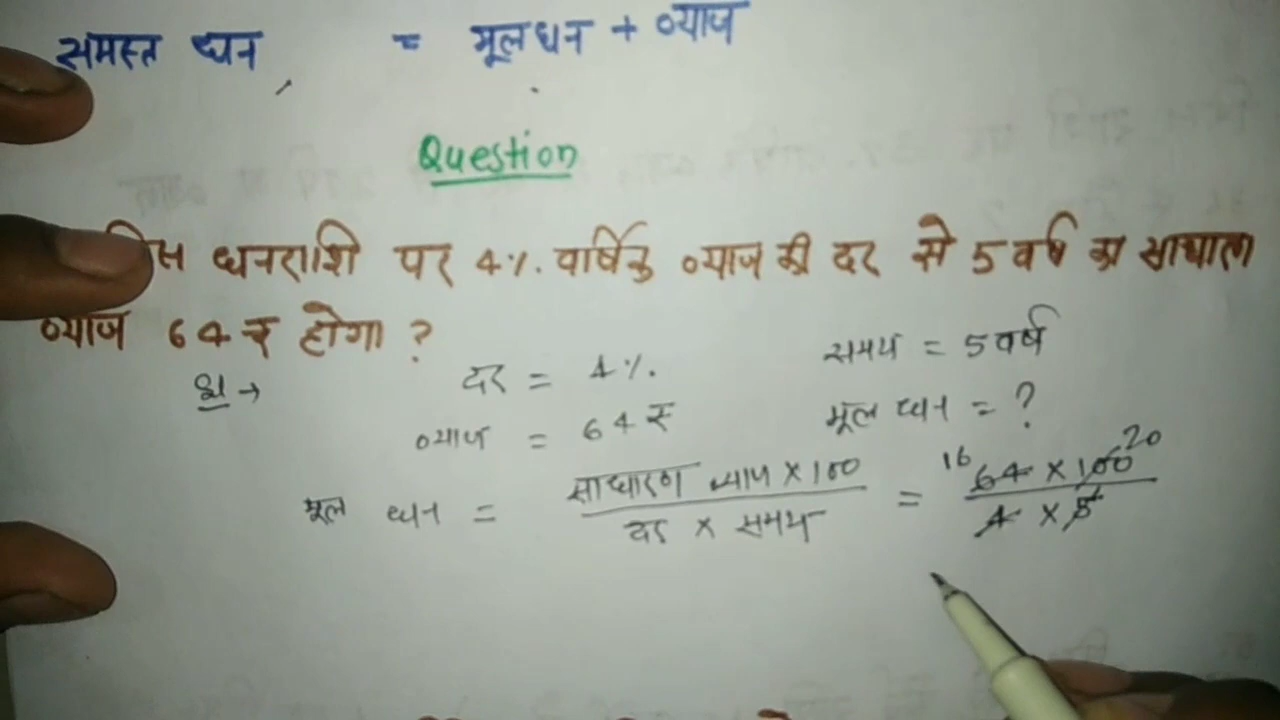 समस्त धन = मूलधन + ब्याज
Question
किस धनराशि पर 4%. वार्षिक ब्याज की दर से 5 वर्ष का साधारण
ब्याज 64 रु होगा ?
हल → दर = 4%. समय = 5 वर्ष
ब्याज = 64 रु मूल धन = ?
मूल धन = साधारण ब्याज × 100 / दर × समय = 16 64 × 100 20 / 4 × 5